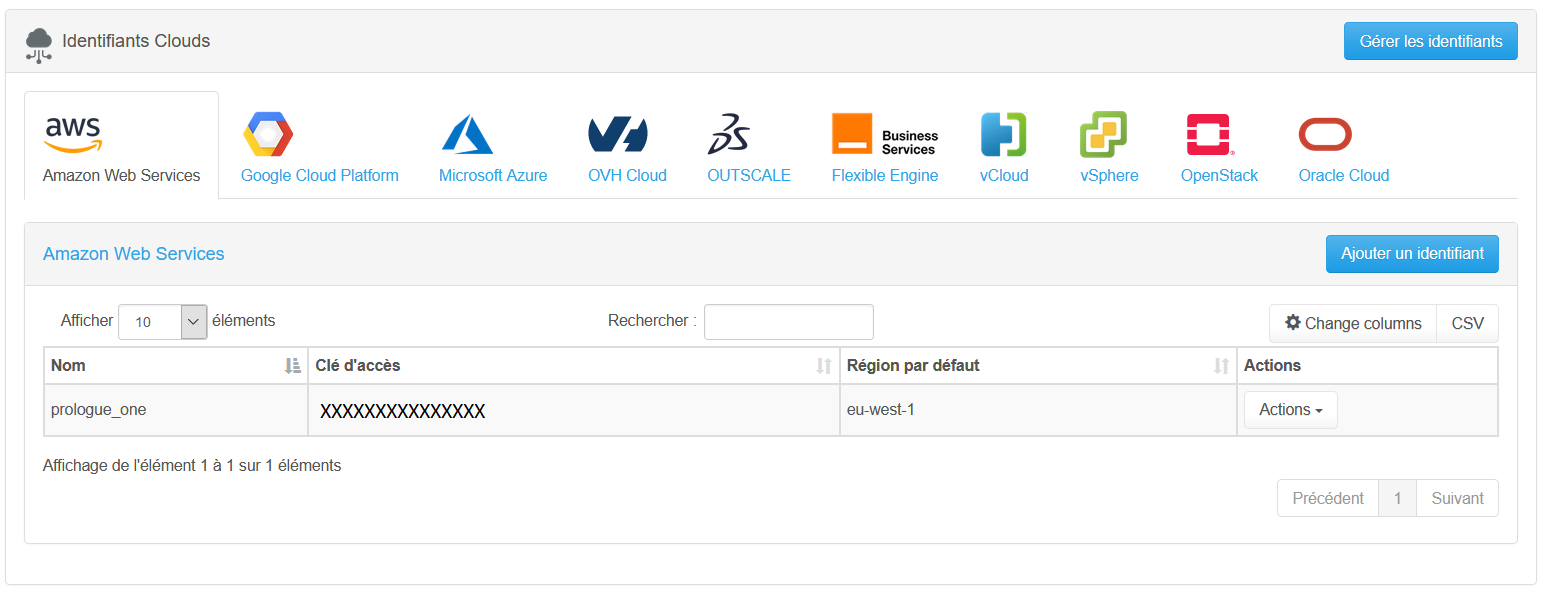 Identifiants Clouds
Gérer les identifiants
aws
Business
Services
Amazon Web Services
Google Cloud Platform
Microsoft Azure
OVH Cloud
OUTSCALE
Flexible Engine
vCloud
vSphere
OpenStack
Oracle Cloud
Amazon Web Services
Ajouter un identifiant
Afficher 10 éléments
Rechercher :
Change columns
CSV
Nom Clé d'accès Région par défaut Actions
prologue_one XXXXXXXXXXXXXXX eu-west-1 Actions
Affichage de l'élément 1 à 1 sur 1 éléments
Précédent 1 Suivant